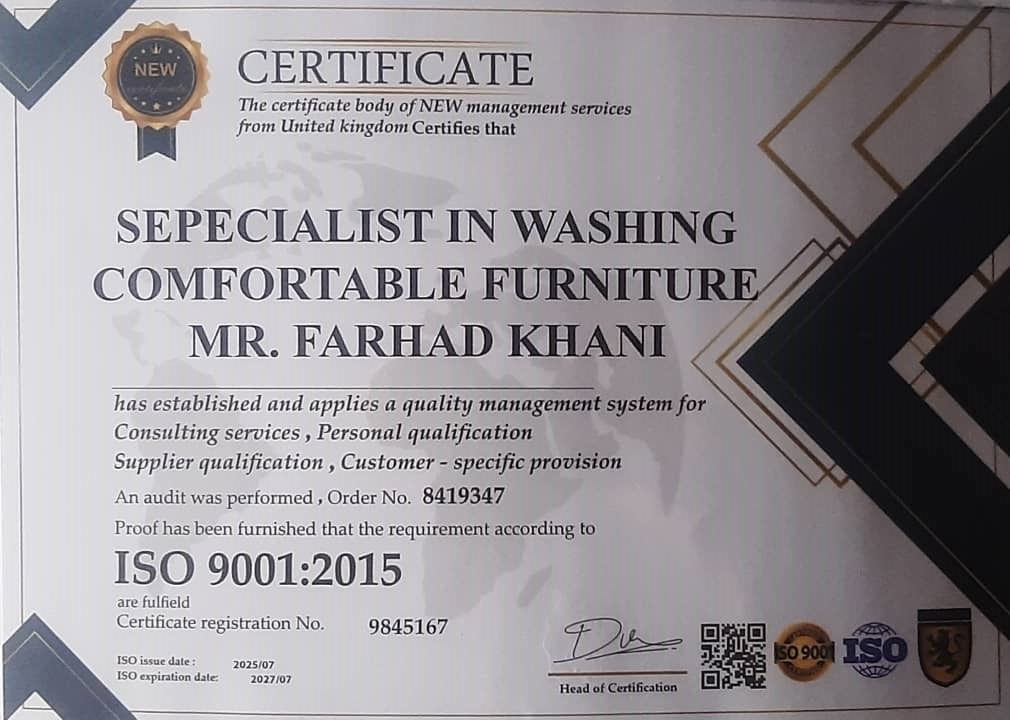 NEW
CERTIFICATE
The certificate body of NEW management services
from United kingdom Certifies that
SEPECIALIST IN WASHING
COMFORTABLE FURNITURE
MR. FARHAD KHANI
has established and applies a quality management system for
Consulting services , Personal qualification
Supplier qualification , Customer - specific provision
An audit was performed , Order No. 8419347
Proof has been furnished that the requirement according to
ISO 9001:2015
are fulfield
Certificate registration No. 9845167
ISO issue date : 2025/07
ISO expiration date: 2027/07
Head of Certification
ISO 9001
ISO